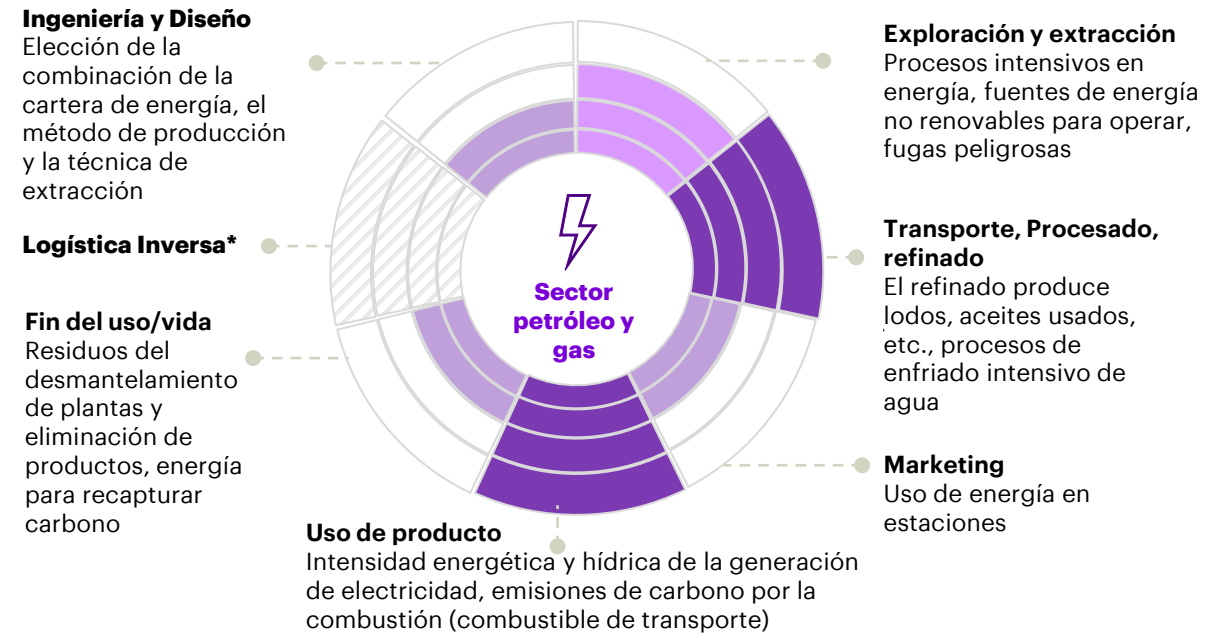 Ingeniería y Diseño
Elección de la
combinación de la
cartera de energía, el
método de producción
y la técnica de
extracción
Logística Inversa*
Fin del uso/vida
Residuos del
desmantelamiento
de plantas y
eliminación de
productos, energía
para recapturar
carbono
Sector
petróleo y
gas
Uso de producto
Intensidad energética y hídrica de la generación
de electricidad, emisiones de carbono por la
combustión (combustible de transporte)
Exploración y extracción
Procesos intensivos en
energía, fuentes de energía
no renovables para operar,
fugas peligrosas
Transporte, Procesado,
refinado
El refinado produce
lodos, aceites usados,
etc., procesos de
enfriado intensivo de
agua
Marketing
Uso de energía en
estaciones